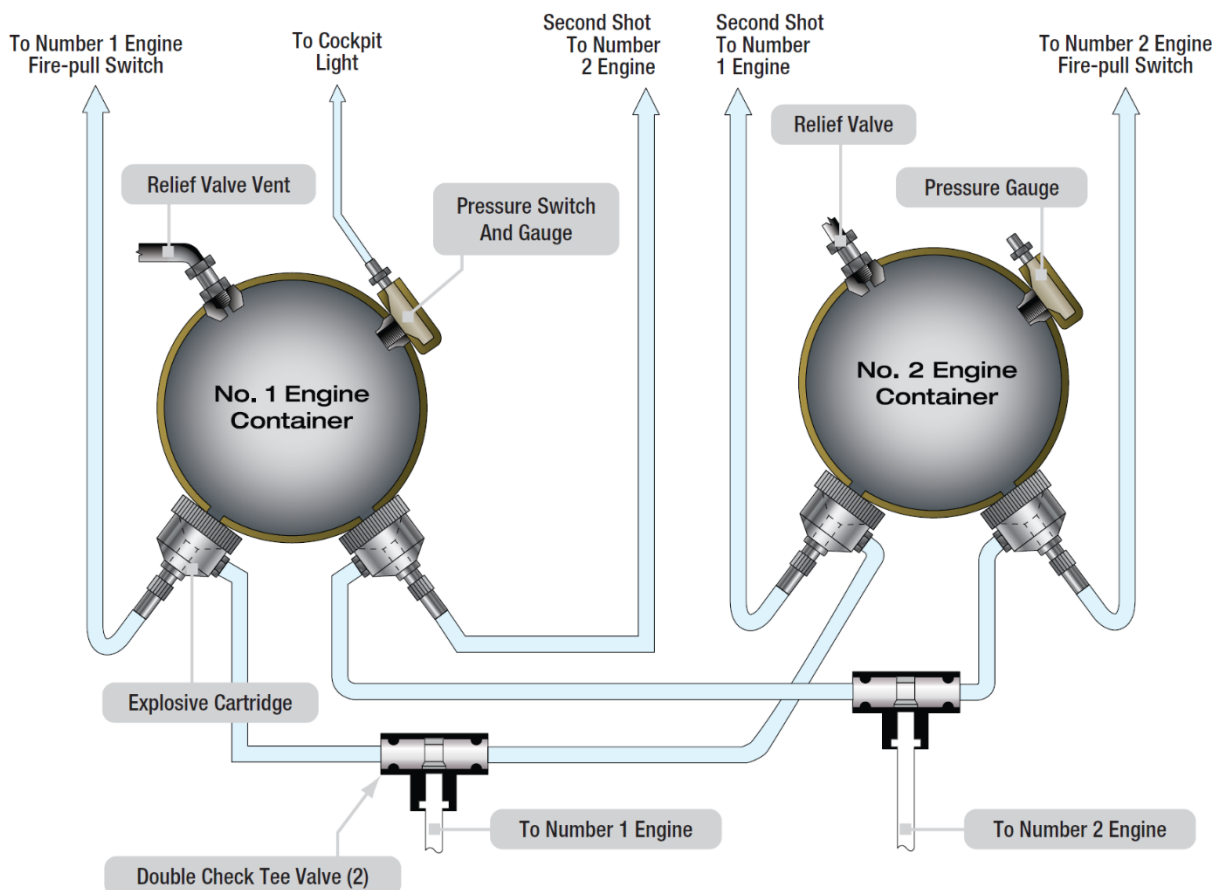 To Number 1 Engine
Fire-pull Switch
To Cockpit
Light
Second Shot
To Number
2 Engine
Second Shot
To Number
1 Engine
To Number 2 Engine
Fire-pull Switch
Relief Valve
Relief Valve Vent
Pressure Switch
And Gauge
Pressure Gauge
No. 1 Engine
Container
No. 2 Engine
Container
Explosive Cartridge
To Number 1 Engine
To Number 2 Engine
Double Check Tee Valve (2)